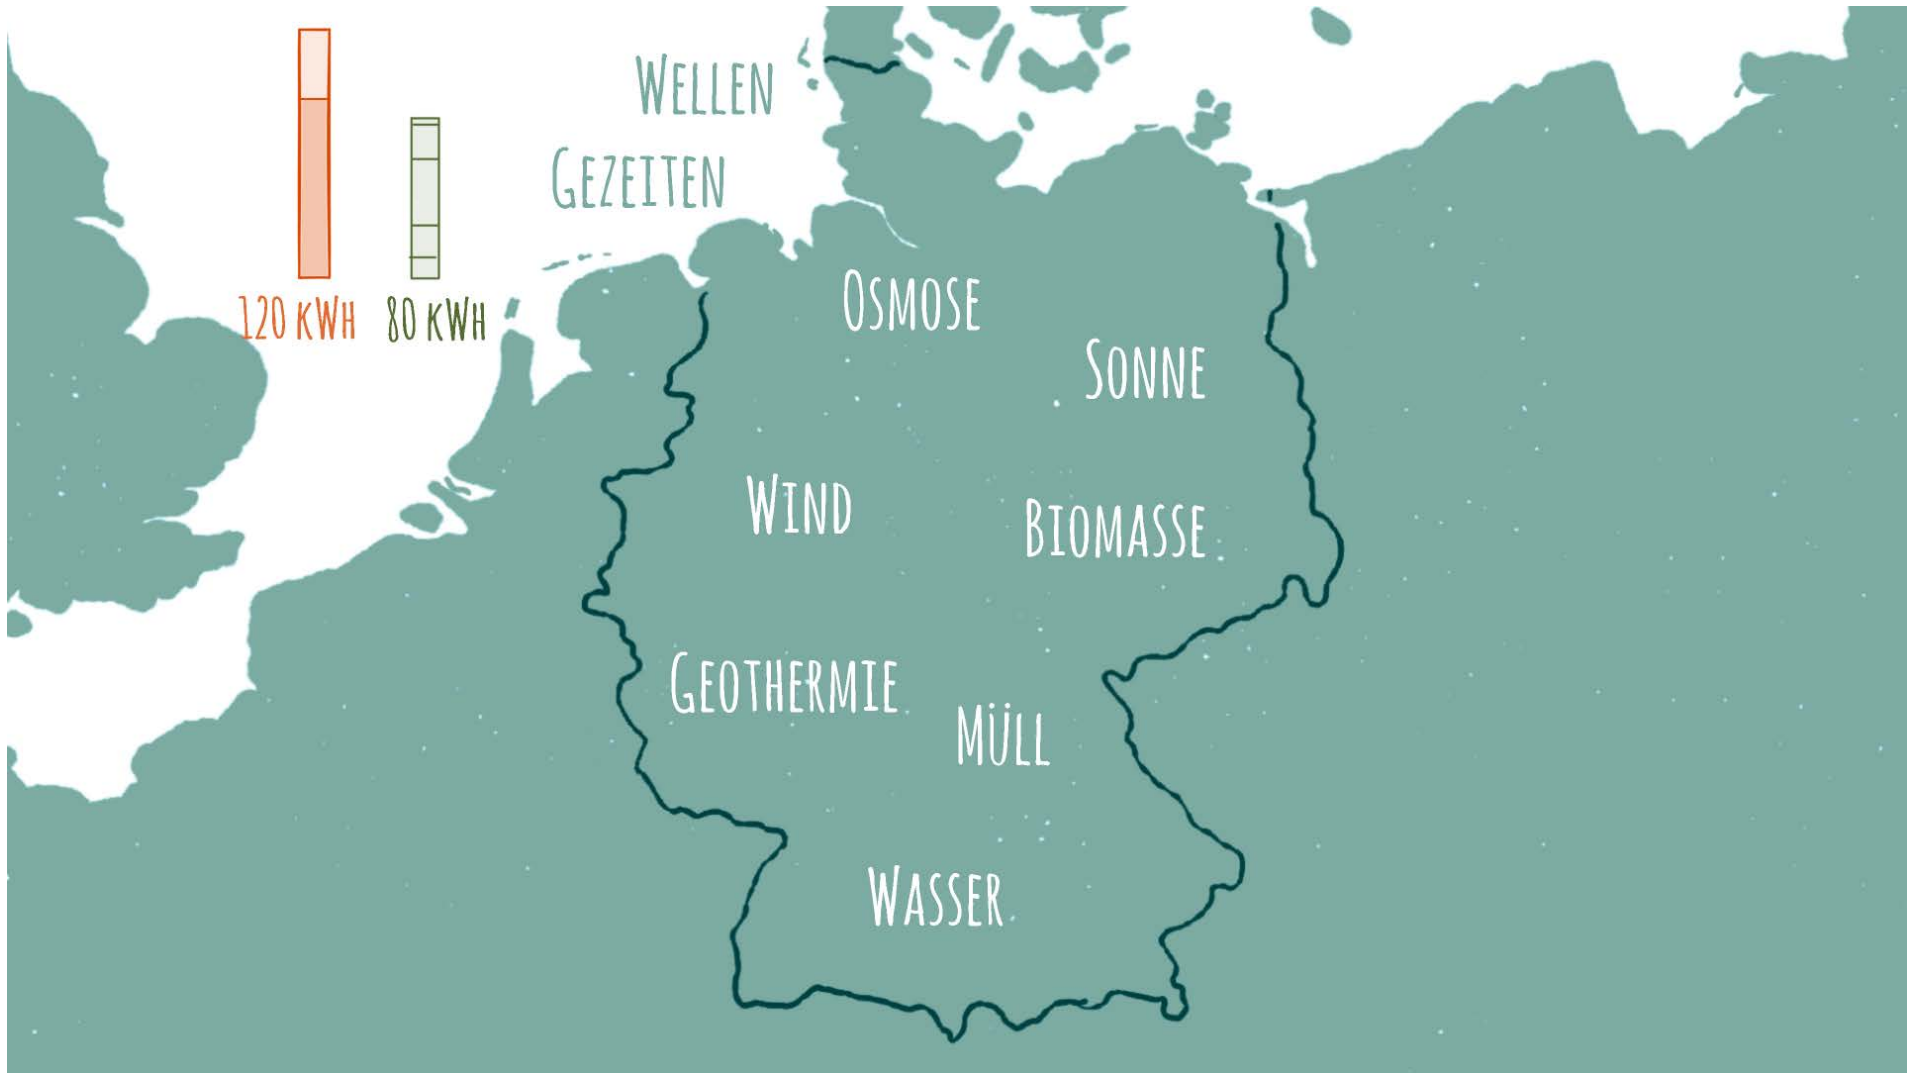 WELLEN
GEZEITEN
120 KWH
80 KWH
OSMOSE
SONNE
WIND
BIOMASSE
GEOTHERMIE
MÜLL
WASSER